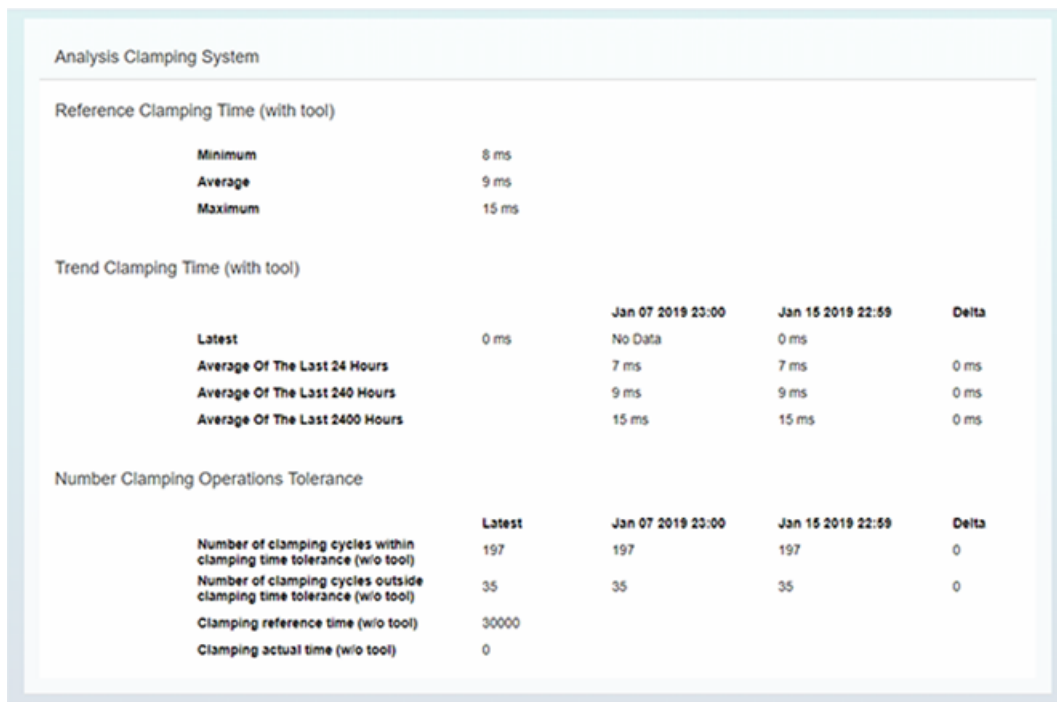 Analysis Clamping System
Reference Clamping Time (with tool)
Minimum 8 ms
Average 9 ms
Maximum 15 ms
Trend Clamping Time (with tool)
Jan 07 2019 23:00 Jan 15 2019 22:59 Delta
Latest 0 ms No Data 0 ms
Average Of The Last 24 Hours 7 ms 7 ms 0 ms
Average Of The Last 240 Hours 9 ms 9 ms 0 ms
Average Of The Last 2400 Hours 15 ms 15 ms 0 ms
Number Clamping Operations Tolerance
Latest Jan 07 2019 23:00 Jan 15 2019 22:59 Delta
Number of clamping cycles within
clamping time tolerance (w/o tool) 197 197 197 0
Number of clamping cycles outside
clamping time tolerance (w/o tool) 35 35 35 0
Clamping reference time (w/o tool) 30000
Clamping actual time (w/o tool) 0